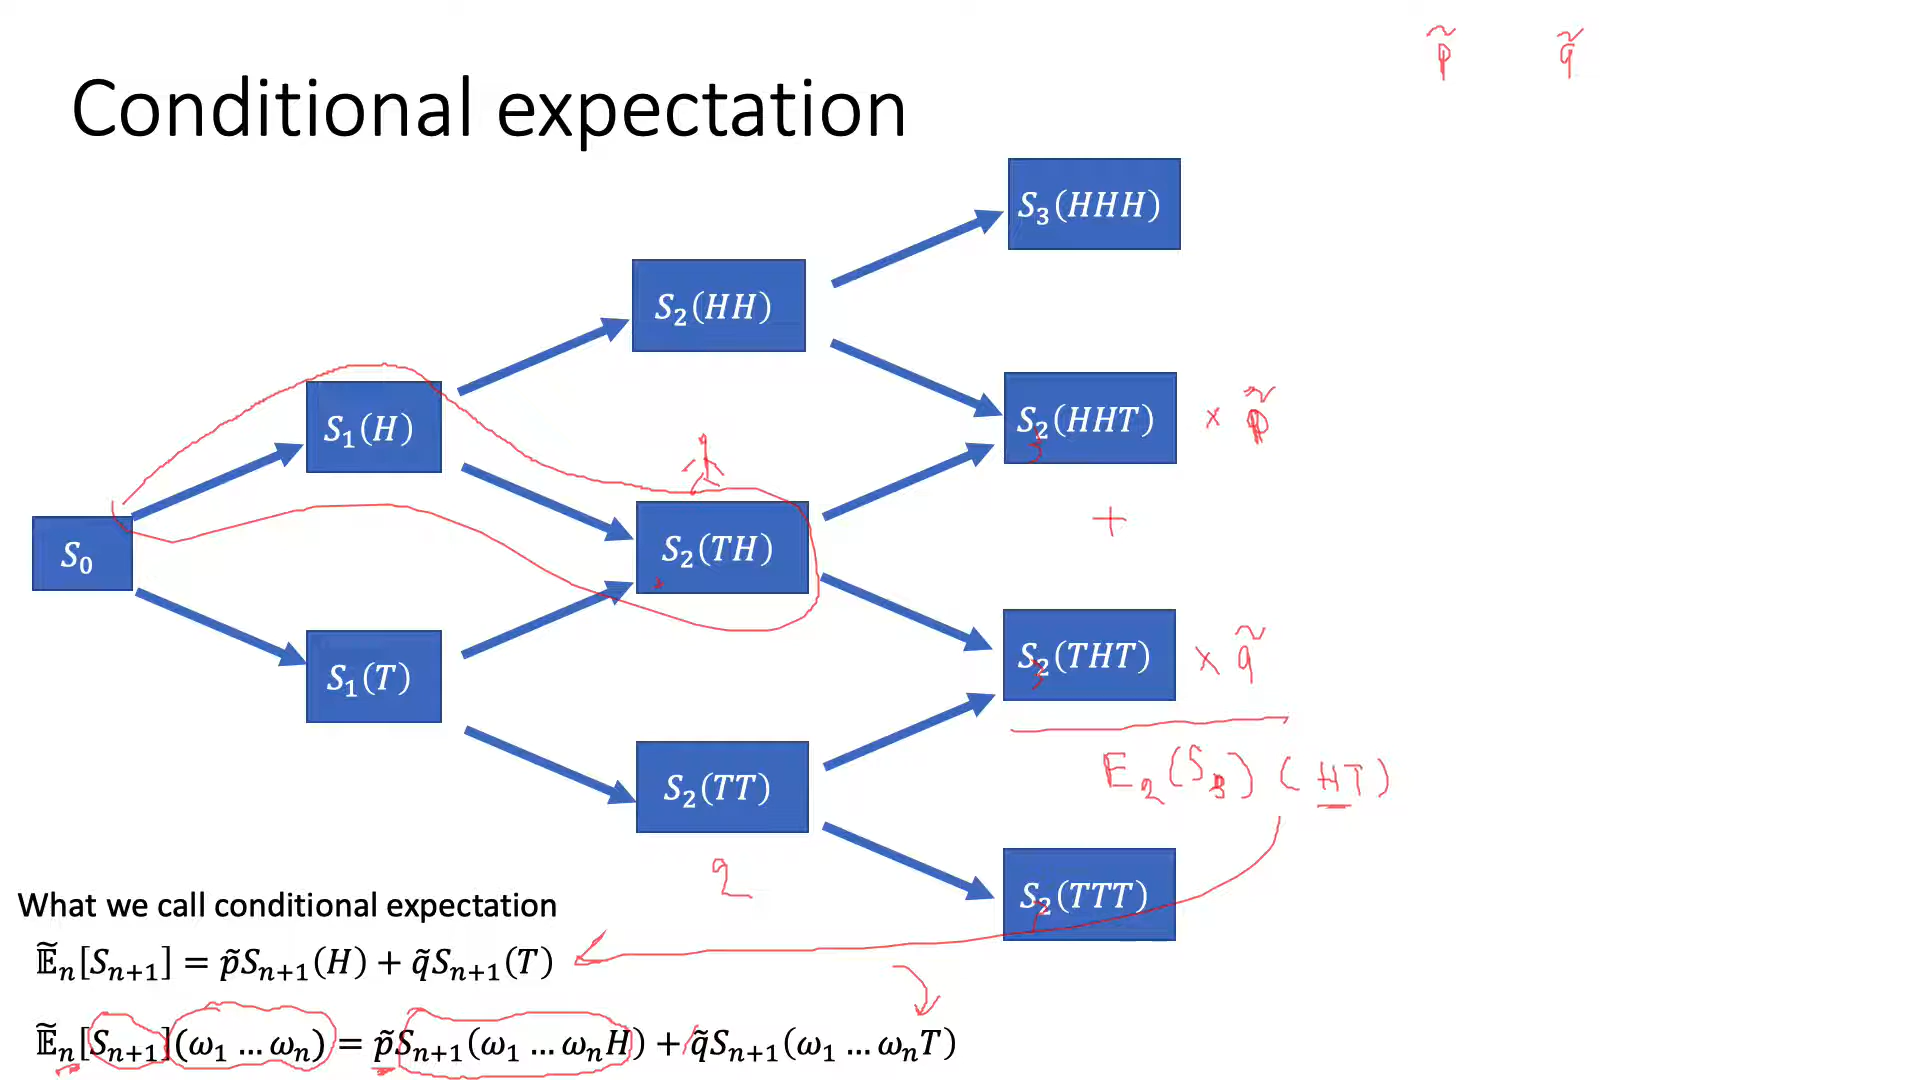 p̃ q̃
Conditional expectation
S₃(HHH)
S₂(HH)
S₂(HHT) × p̃
3
S₁(H)
+
S₂(TH)
S₀
S₂(THT) × q̃
3
S₁(T)
E₂(S₃)(HT)
S₂(TT)
2
S₂(TTT)
What we call conditional expectation
𝔼̃ₙ[Sₙ₊₁] = p̃Sₙ₊₁(H) + q̃Sₙ₊₁(T)
𝔼̃ₙ[Sₙ₊₁](ω₁ … ωₙ) = p̃Sₙ₊₁(ω₁ … ωₙH) + q̃Sₙ₊₁(ω₁ … ωₙT)